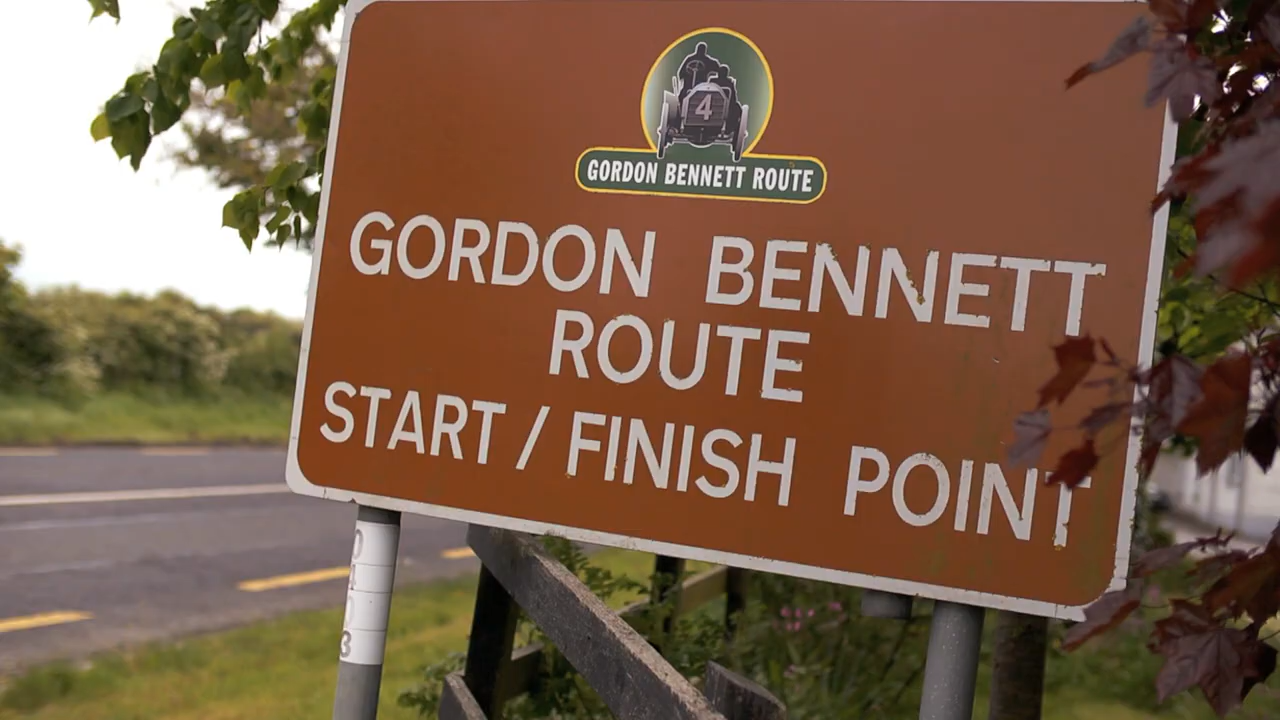 4
GORDON BENNETT ROUTE
GORDON BENNETT
ROUTE
START / FINISH POINT